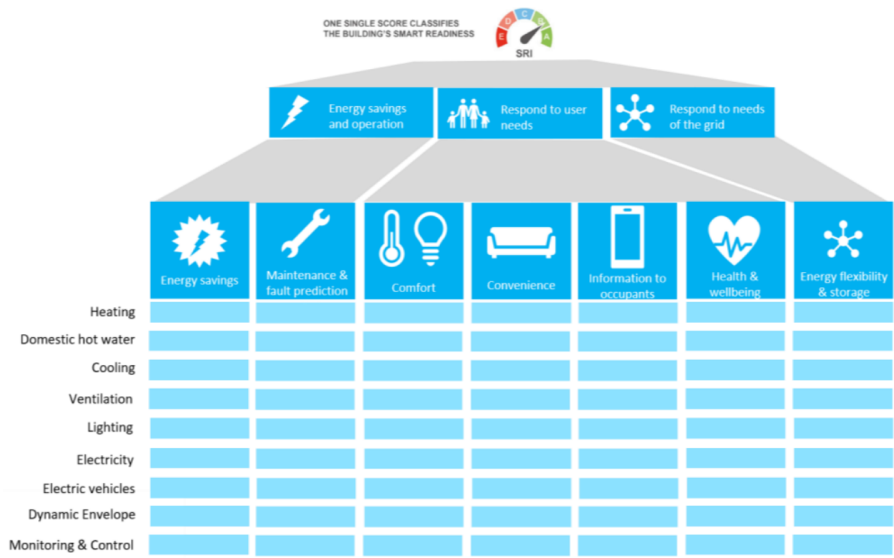 ONE SINGLE SCORE CLASSIFIES
THE BUILDING'S SMART READINESS
E D C B A
SRI
Energy savings
and operation
Respond to user
needs
Respond to needs
of the grid
Energy savings
Maintenance &
fault prediction
Comfort
Convenience
Information to
occupants
Health &
wellbeing
Energy flexibility
& storage
Heating
Domestic hot water
Cooling
Ventilation
Lighting
Electricity
Electric vehicles
Dynamic Envelope
Monitoring & Control